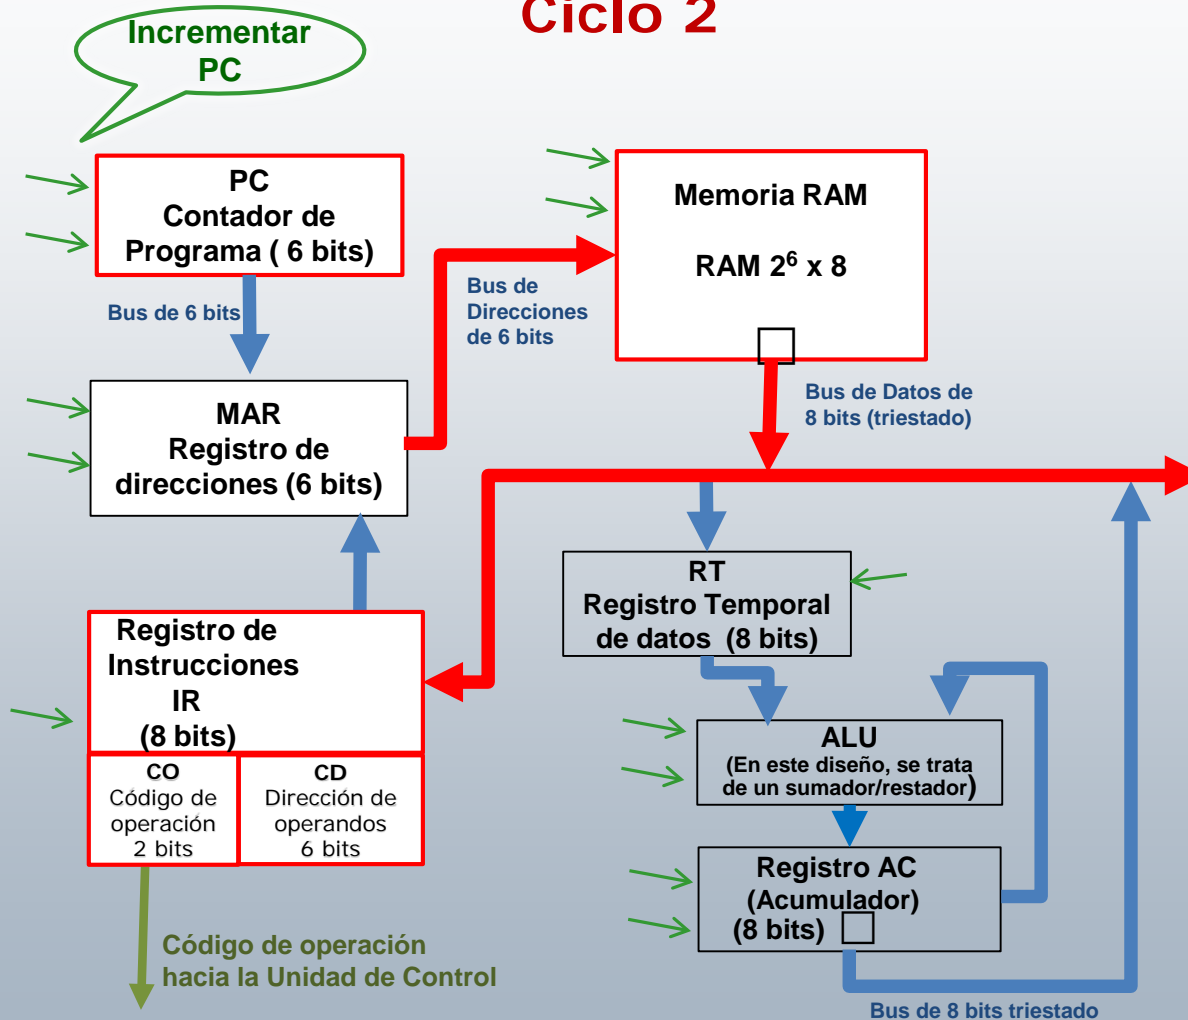 Ciclo 2
Incrementar
PC
PC
Contador de
Programa ( 6 bits)
Bus de 6 bits
MAR
Registro de
direcciones (6 bits)
Bus de
Direcciones
de 6 bits
Memoria RAM
RAM 2⁶ x 8
Bus de Datos de
8 bits (triestado)
RT
Registro Temporal
de datos (8 bits)
Registro de
Instrucciones
IR
(8 bits)
CO
Código de
operación
2 bits
CD
Dirección de
operandos
6 bits
ALU
(En este diseño, se trata
de un sumador/restador)
Registro AC
(Acumulador)
(8 bits)
Código de operación
hacia la Unidad de Control
Bus de 8 bits triestado